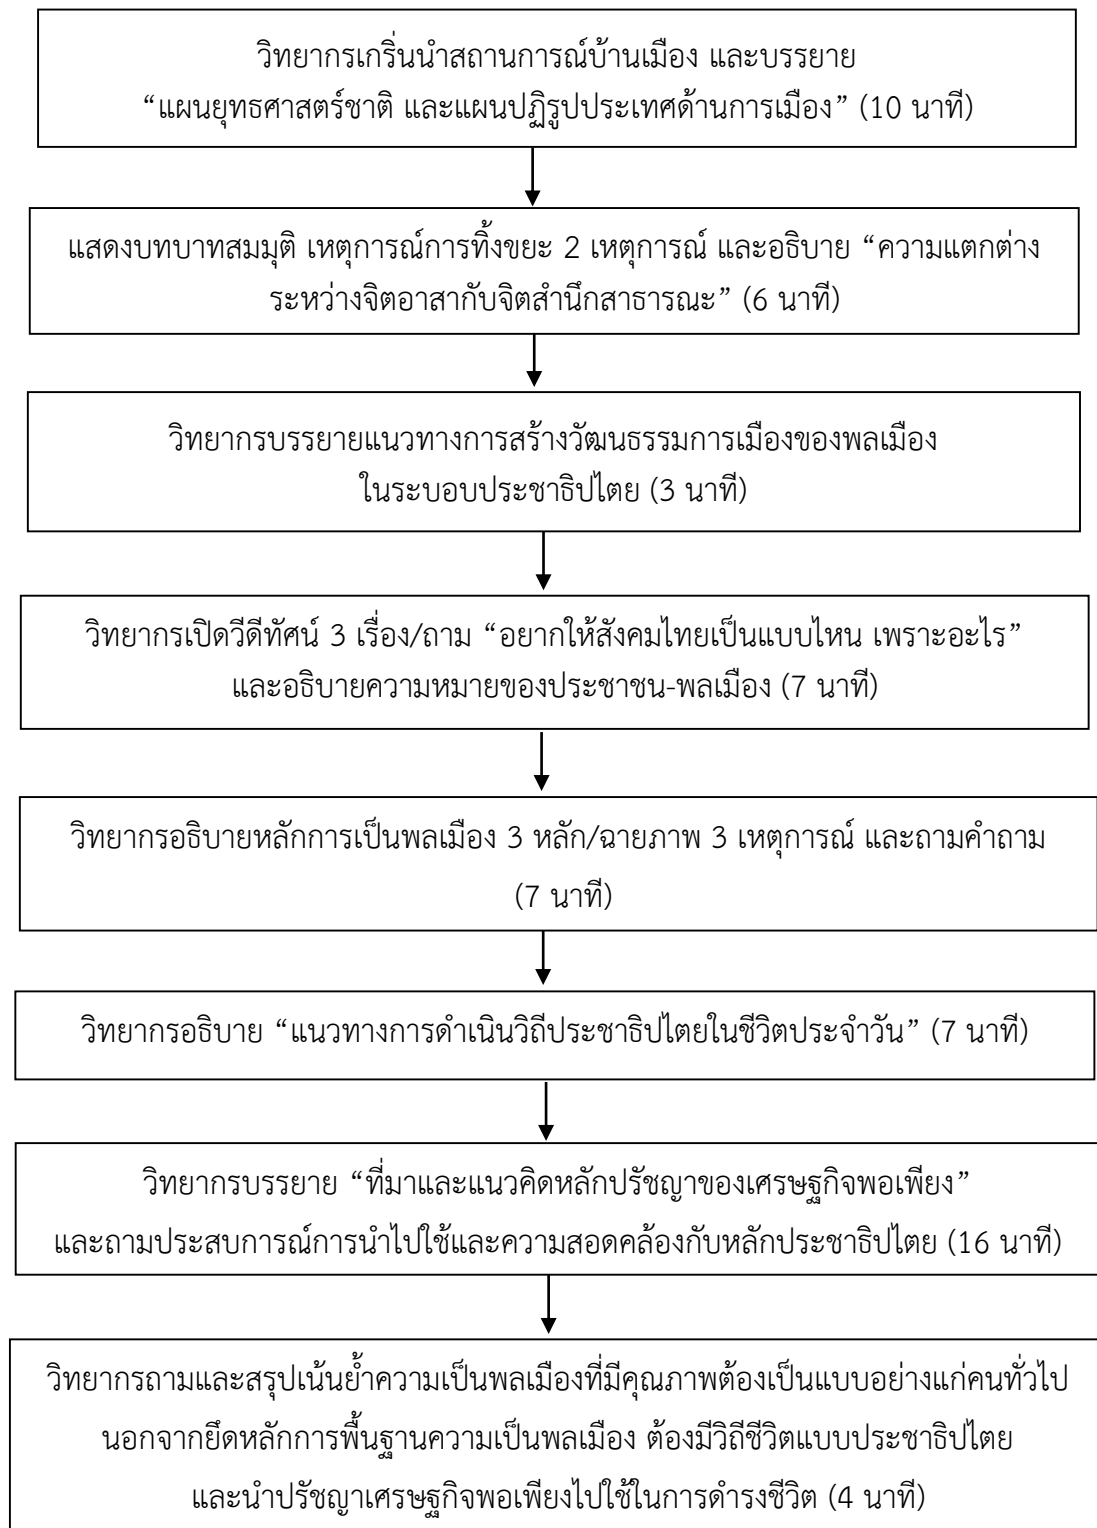 วิทยากรเกริ่นนำสถานการณ์บ้านเมือง และบรรยาย
“แผนยุทธศาสตร์ชาติ และแผนปฏิรูปประเทศด้านการเมือง” (10 นาที)
แสดงบทบาทสมมุติ เหตุการณ์การทิ้งขยะ 2 เหตุการณ์ และอธิบาย “ความแตกต่าง
ระหว่างจิตอาสากับจิตสำนึกสาธารณะ” (6 นาที)
วิทยากรบรรยายแนวทางการสร้างวัฒนธรรมการเมืองของพลเมือง
ในระบอบประชาธิปไตย (3 นาที)
วิทยากรเปิดวีดีทัศน์ 3 เรื่อง/ถาม “อยากให้สังคมไทยเป็นแบบไหน เพราะอะไร”
และอธิบายความหมายของประชาชน-พลเมือง (7 นาที)
วิทยากรอธิบายหลักการเป็นพลเมือง 3 หลัก/ฉายภาพ 3 เหตุการณ์ และถามคำถาม
(7 นาที)
วิทยากรอธิบาย “แนวทางการดำเนินวิถีประชาธิปไตยในชีวิตประจำวัน” (7 นาที)
วิทยากรบรรยาย “ที่มาและแนวคิดหลักปรัชญาของเศรษฐกิจพอเพียง”
และถามประสบการณ์การนำไปใช้และความสอดคล้องกับหลักประชาธิปไตย (16 นาที)
วิทยากรถามและสรุปเน้นย้ำความเป็นพลเมืองที่มีคุณภาพต้องเป็นแบบอย่างแก่คนทั่วไป
นอกจากยึดหลักการพื้นฐานความเป็นพลเมือง ต้องมีวิถีชีวิตแบบประชาธิปไตย
และนำปรัชญาเศรษฐกิจพอเพียงไปใช้ในการดำรงชีวิต (4 นาที)